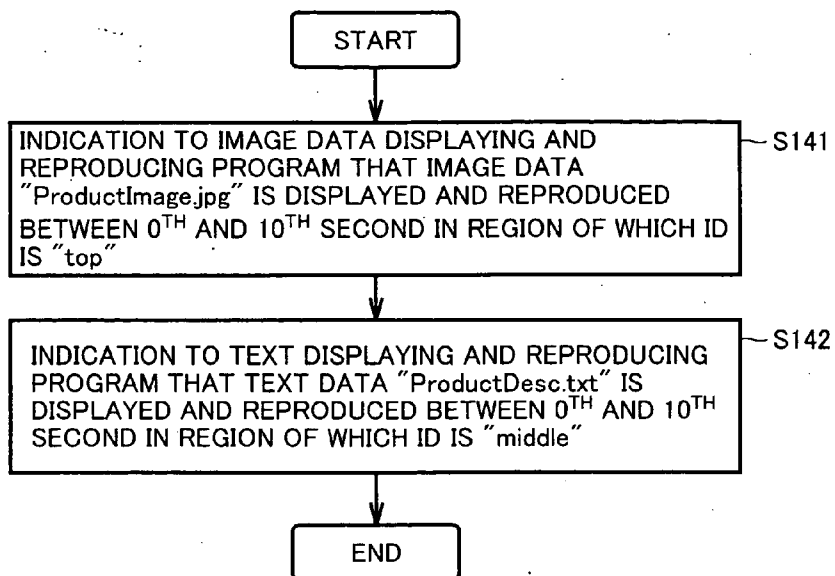 START
INDICATION TO IMAGE DATA DISPLAYING AND
REPRODUCING PROGRAM THAT IMAGE DATA
"ProductImage.jpg" IS DISPLAYED AND REPRODUCED
BETWEEN 0TH AND 10TH SECOND IN REGION OF WHICH ID
IS "top"
S141
INDICATION TO TEXT DISPLAYING AND REPRODUCING
PROGRAM THAT TEXT DATA "ProductDesc.txt" IS
DISPLAYED AND REPRODUCED BETWEEN 0TH AND 10TH
SECOND IN REGION OF WHICH ID IS "middle"
S142
END